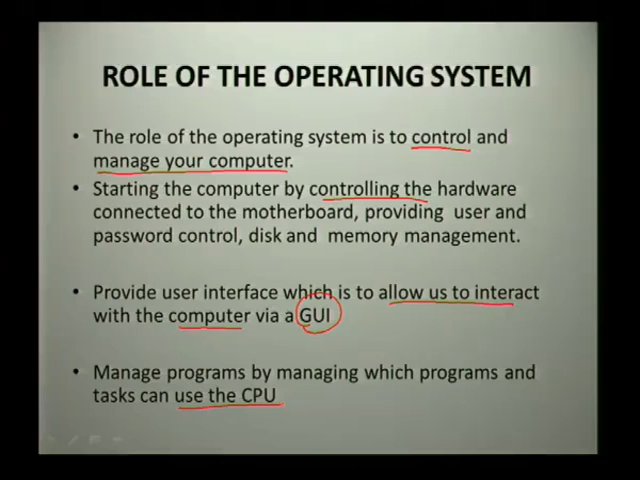 ROLE OF THE OPERATING SYSTEM
• The role of the operating system is to control and
manage your computer.
• Starting the computer by controlling the hardware
connected to the motherboard, providing user and
password control, disk and memory management.
• Provide user interface which is to allow us to interact
with the computer via a GUI
• Manage programs by managing which programs and
tasks can use the CPU